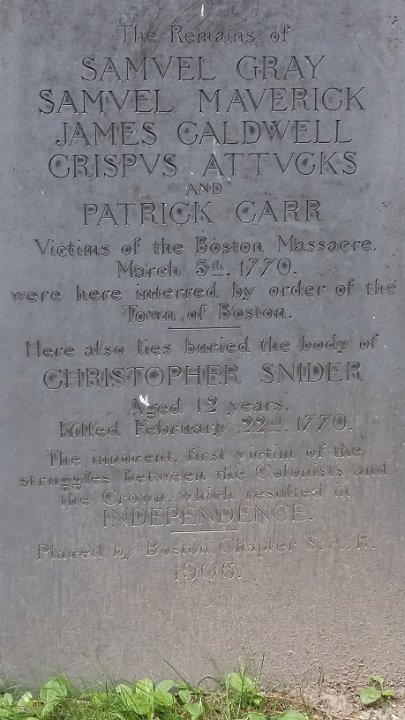 The Remains of
SAMVEL GRAY
SAMVEL MAVERICK
JAMES CALDWELL
CRISPVS ATTVCKS
AND
PATRICK CARR
Victims of the Boston Massacre,
March 5th, 1770,
were here interred by order of the
Town of Boston.
Here also lies buried the body of
CHRISTOPHER SNIDER
Aged 12 years,
Killed February 22nd, 1770.
The innocent, first victim of the
struggles between the Colonists and
the Crown, which resulted in
INDEPENDENCE.
Placed by Boston Chapter S.A.R.
1906.